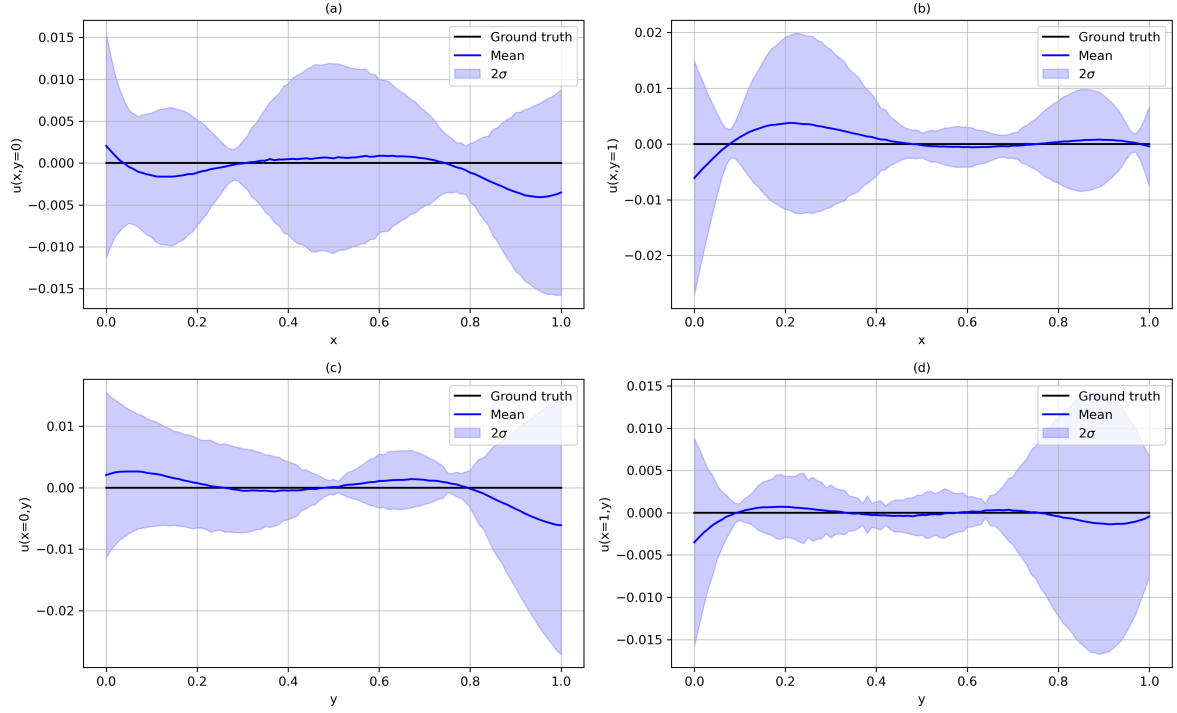 (a)
Ground truth
Mean
2σ
0.015
0.010
0.005
0.000
−0.005
−0.010
−0.015
u(x,y=0)
0.0 0.2 0.4 0.6 0.8 1.0
x
(b)
Ground truth
Mean
2σ
0.02
0.01
0.00
−0.01
−0.02
u(x,y=1)
0.0 0.2 0.4 0.6 0.8 1.0
x
(c)
Ground truth
Mean
2σ
0.01
0.00
−0.01
−0.02
u(x=0,y)
0.0 0.2 0.4 0.6 0.8 1.0
y
(d)
Ground truth
Mean
2σ
0.015
0.010
0.005
0.000
−0.005
−0.010
−0.015
u(x=1,y)
0.0 0.2 0.4 0.6 0.8 1.0
y